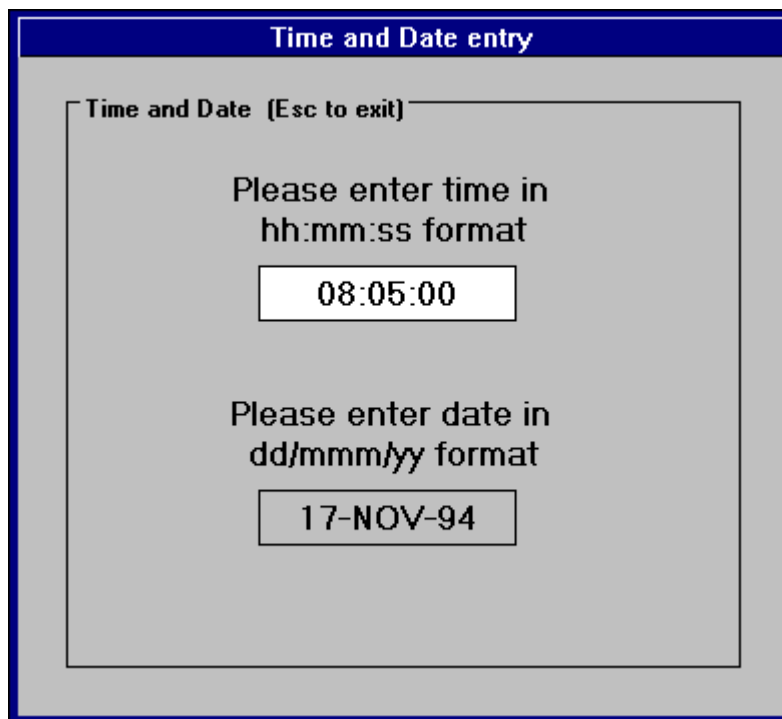 Time and Date entry
Time and Date (Esc to exit)
Please enter time in
hh:mm:ss format
08:05:00
Please enter date in
dd/mmm/yy format
17-NOV-94